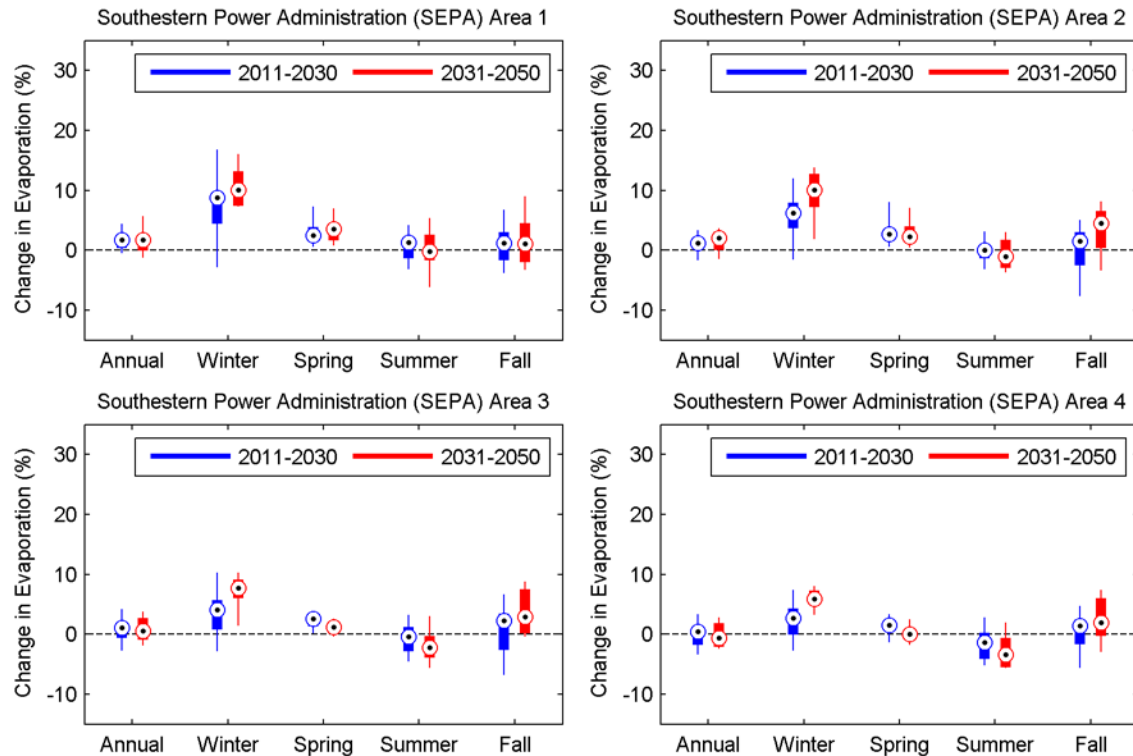 Southestern Power Administration (SEPA) Area 1
Change in Evaporation (%)
30
20
10
0
-10
2011-2030
2031-2050
Annual
Winter
Spring
Summer
Fall
Southestern Power Administration (SEPA) Area 2
Change in Evaporation (%)
30
20
10
0
-10
2011-2030
2031-2050
Annual
Winter
Spring
Summer
Fall
Southestern Power Administration (SEPA) Area 3
Change in Evaporation (%)
30
20
10
0
-10
2011-2030
2031-2050
Annual
Winter
Spring
Summer
Fall
Southestern Power Administration (SEPA) Area 4
Change in Evaporation (%)
30
20
10
0
-10
2011-2030
2031-2050
Annual
Winter
Spring
Summer
Fall